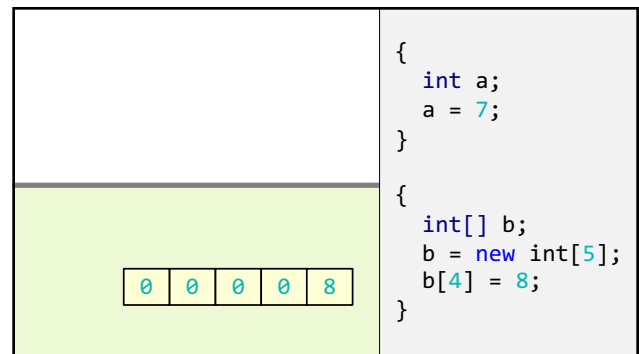 {
  int a;
  a = 7;
}
{
  int[] b;
  b = new int[5];
  b[4] = 8;
}
0 0 0 0 8